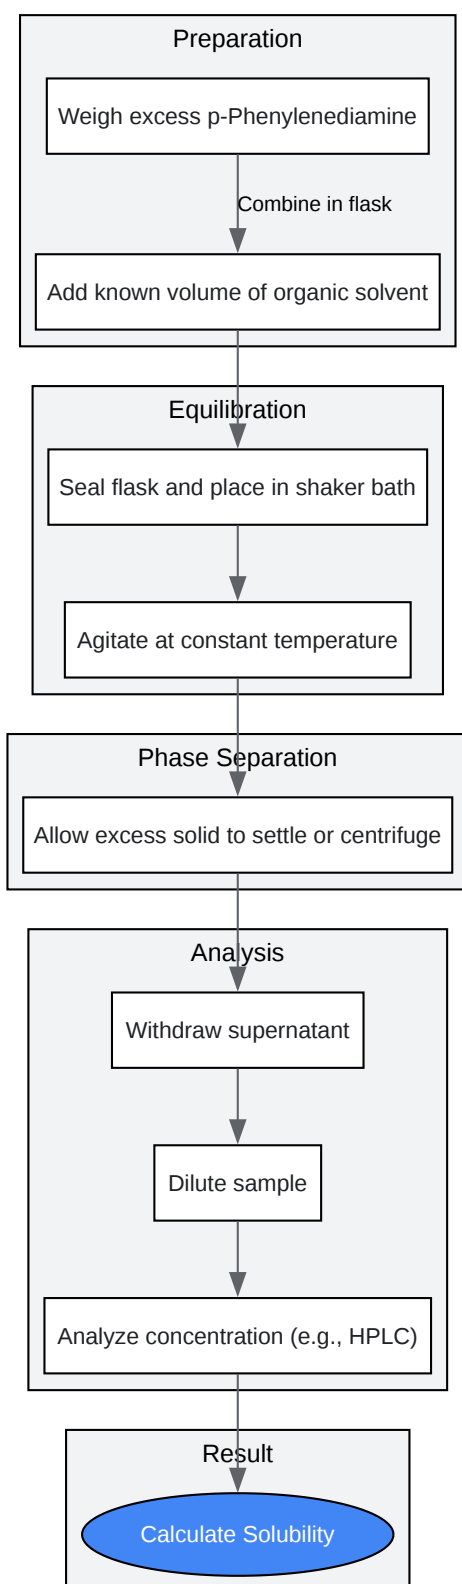 Preparation
Weigh excess p-Phenylenediamine
Combine in flask
Add known volume of organic solvent
Equilibration
Seal flask and place in shaker bath
Agitate at constant temperature
Phase Separation
Allow excess solid to settle or centrifuge
Analysis
Withdraw supernatant
Dilute sample
Analyze concentration (e.g., HPLC)
Result
Calculate Solubility